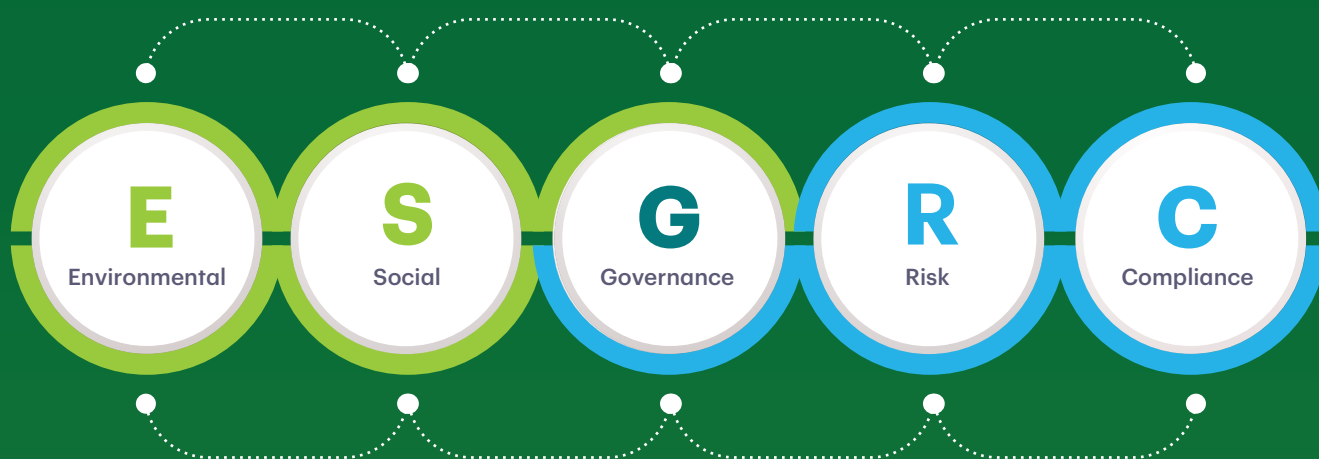 E
Environmental
S
Social
G
Governance
R
Risk
C
Compliance